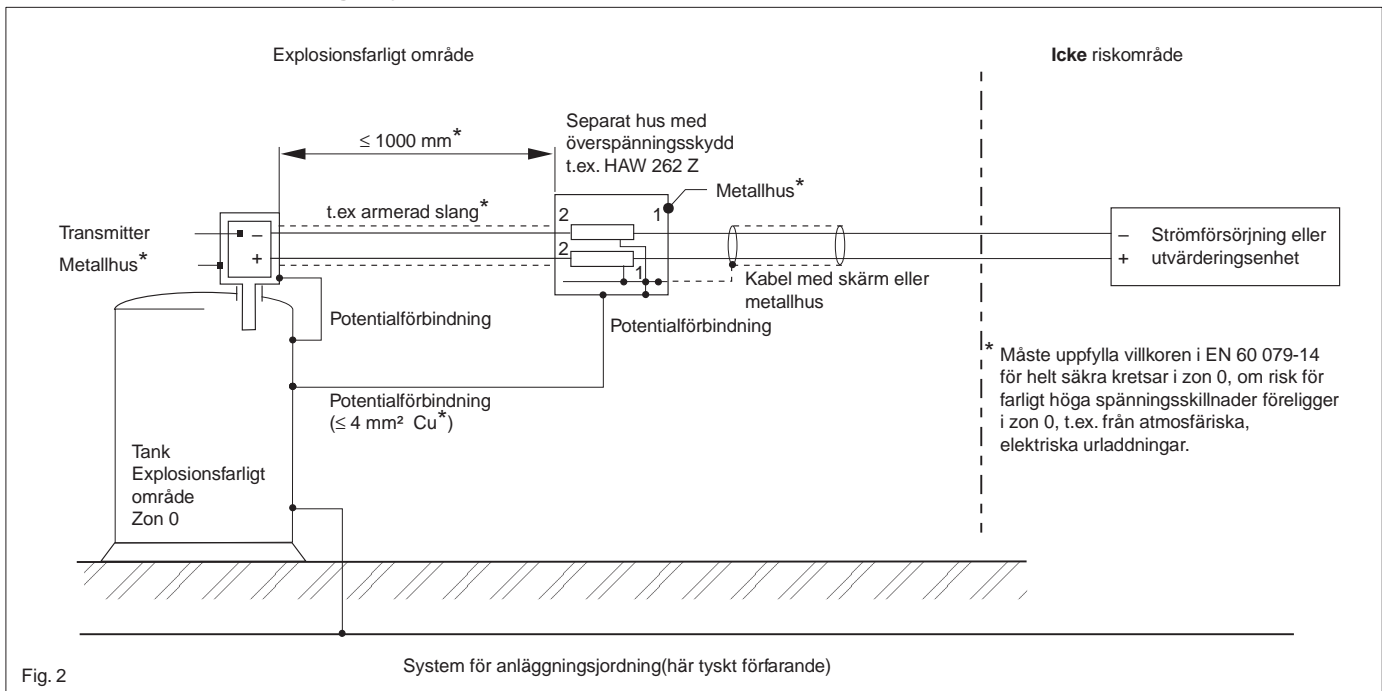 Explosionsfarligt område
Icke riskområde
Separat hus med
överspänningsskydd
t.ex. HAW 262 Z
≤ 1000 mm*
Metallhus*
t.ex armerad slang*
2
1
2
1
Transmitter
Metallhus*
–
+
–
+
Strömförsörjning eller
utvärderingsenhet
Kabel med skärm eller
metallhus
Potentialförbindning
Potentialförbindning
Potentialförbindning
(≤ 4 mm² Cu*)
* Måste uppfylla villkoren i EN 60 079-14
för helt säkra kretsar i zon 0, om risk för
farligt höga spänningsskillnader föreligger
i zon 0, t.ex. från atmosfäriska,
elektriska urladdningar.
Tank
Explosionsfarligt
område
Zon 0
System för anläggningsjordning(här tyskt förfarande)
Fig. 2